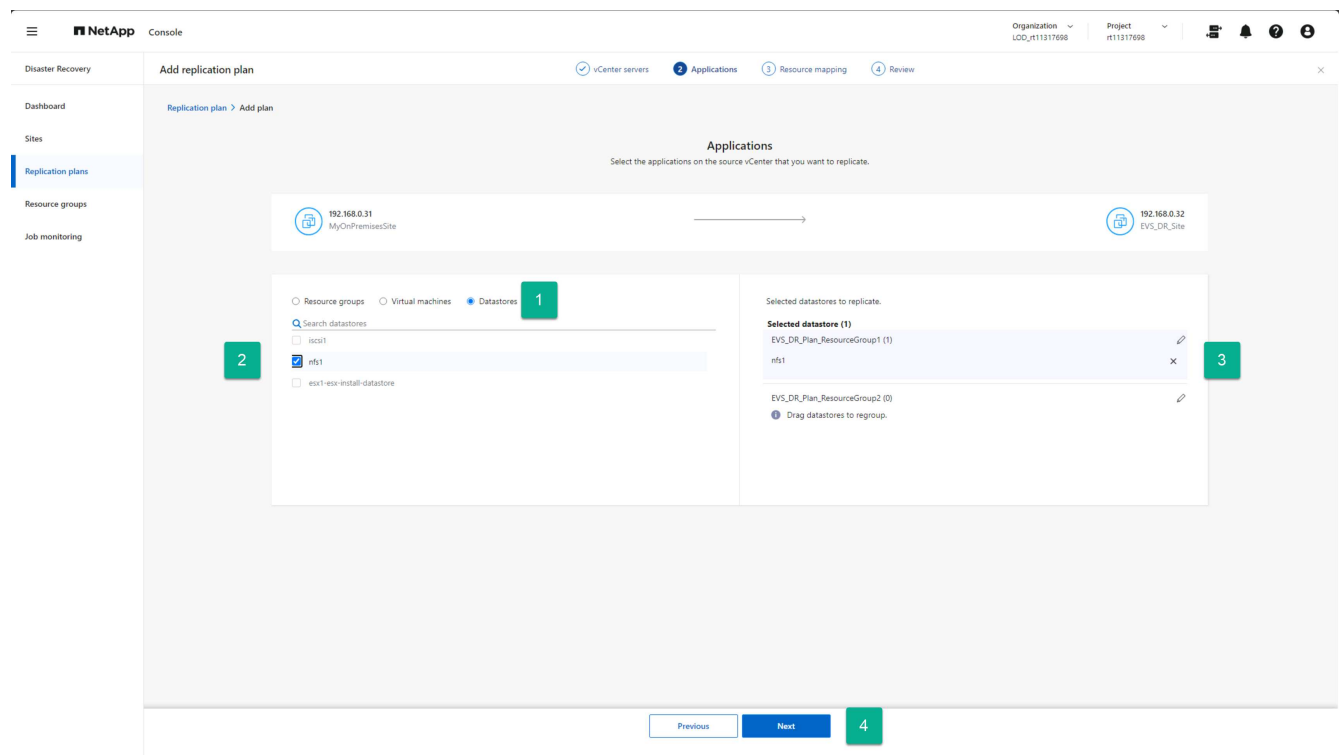 NetApp Console
Organization
LOD_rt11317698
Project
rt11317698
Disaster Recovery
Add replication plan
vCenter servers
2 Applications
3 Resource mapping
4 Review
Dashboard
Sites
Replication plans
Resource groups
Job monitoring
Replication plan > Add plan
Applications
Select the applications on the source vCenter that you want to replicate.
192.168.0.31
MyOnPremisesSite
192.168.0.32
EVS_DR_Site
Resource groups Virtual machines Datastores
1
Search datastores
iscsi1
2
nfs1
esx1-esx-install-datastore
Selected datastores to replicate.
Selected datastore (1)
EVS_DR_Plan_ResourceGroup1 (1)
nfs1
3
EVS_DR_Plan_ResourceGroup2 (0)
Drag datastores to regroup.
Previous
Next
4